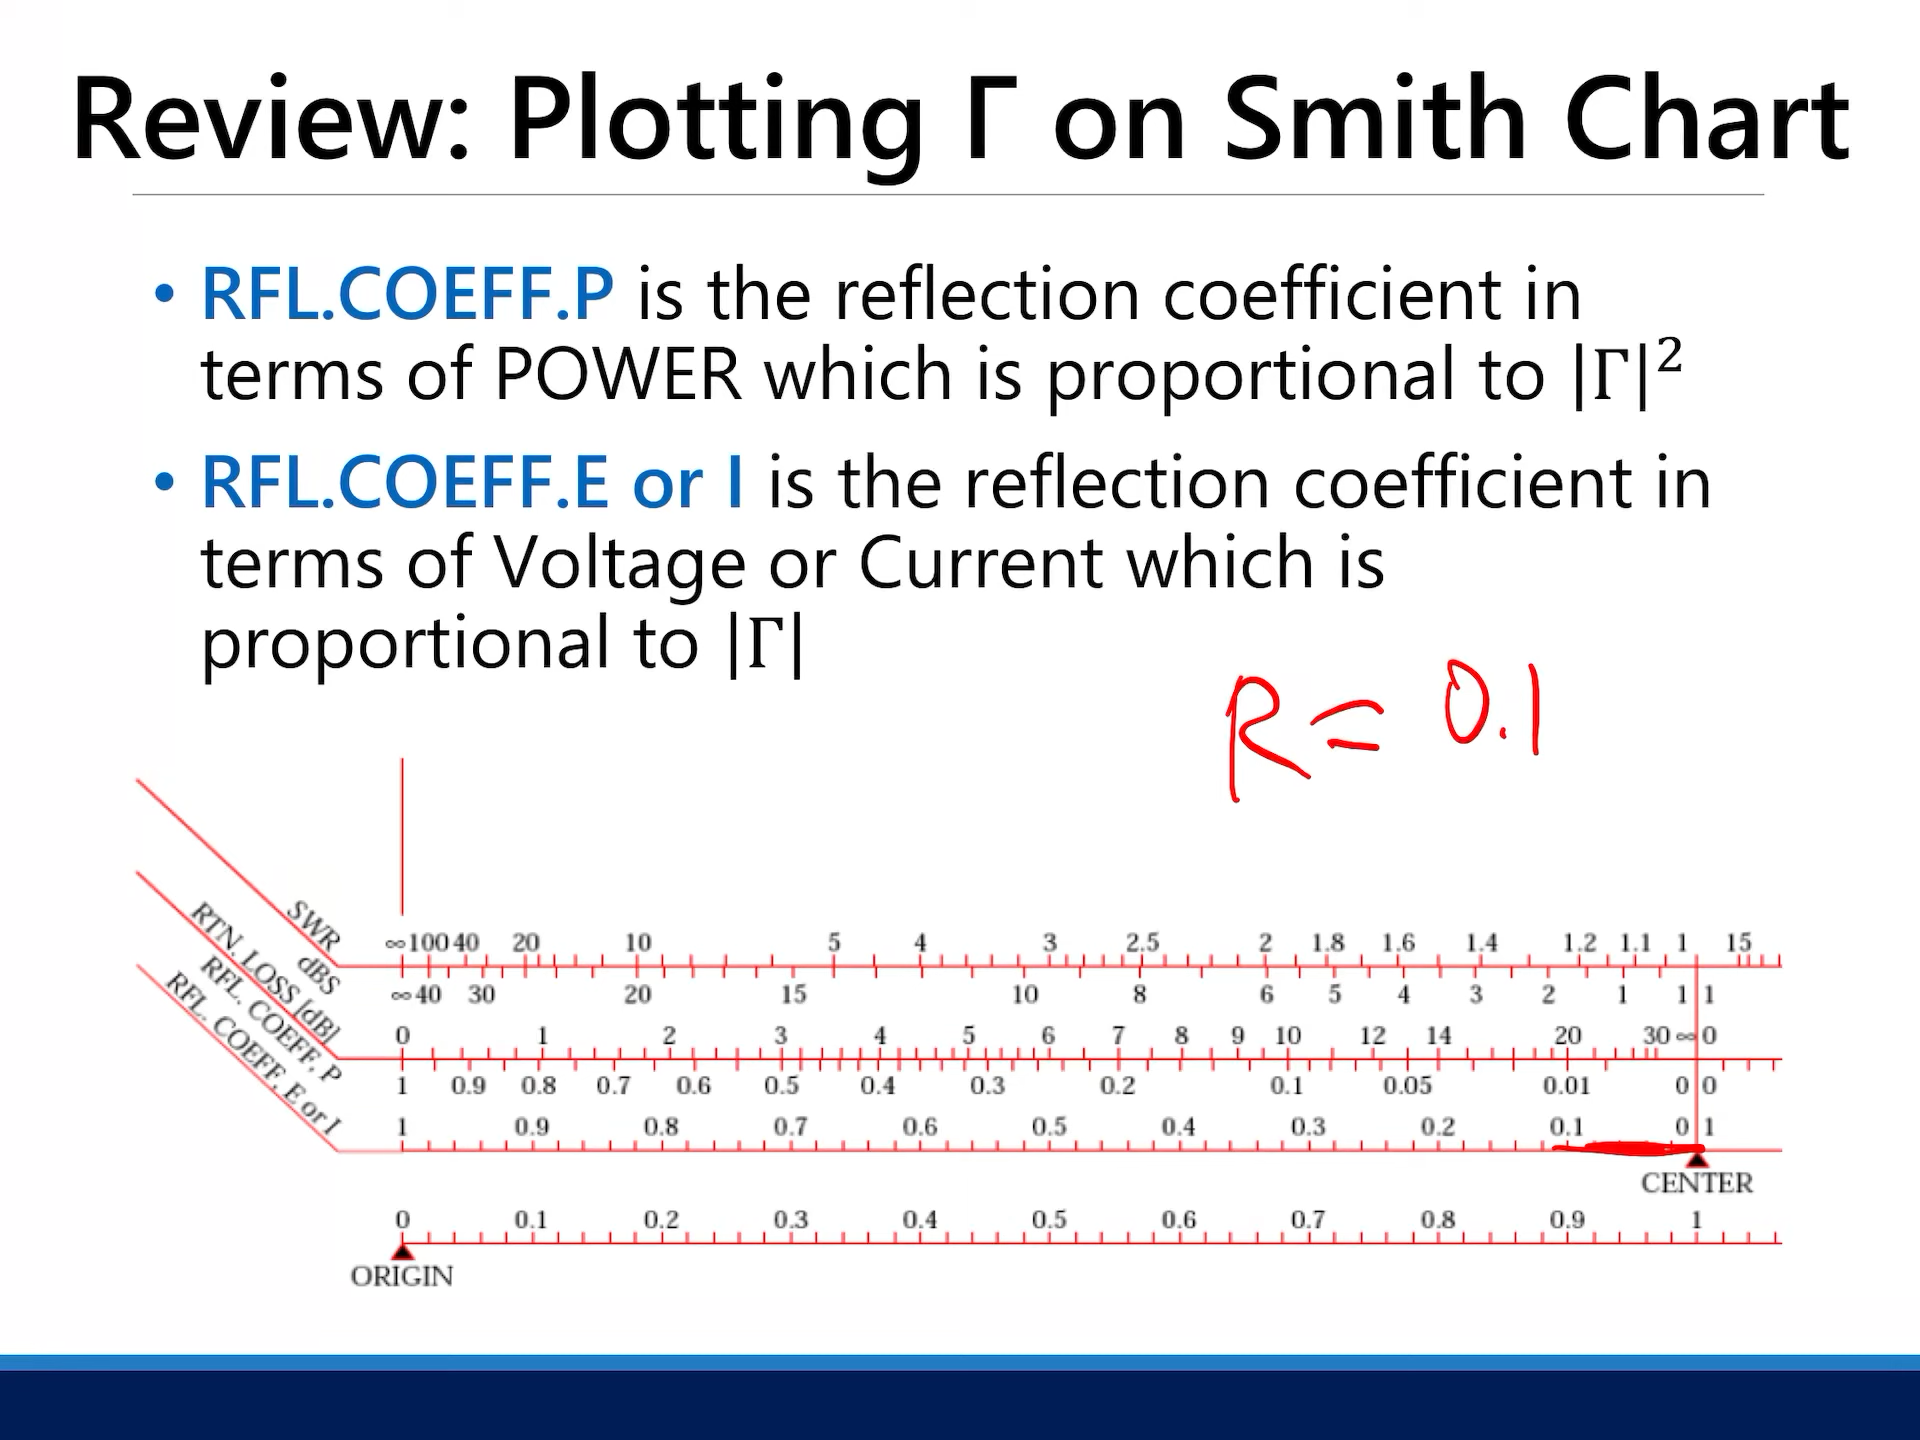 Review: Plotting Γ on Smith Chart
• RFL.COEFF.P is the reflection coefficient in
terms of POWER which is proportional to |Γ|²
• RFL.COEFF.E or I is the reflection coefficient in
terms of Voltage or Current which is
proportional to |Γ|
R = 0.1
SWR
dBS
RTN. LOSS [dB]
RFL. COEFF, P
RFL. COEFF, E or I
∞ 100 40 20 10 5 4 3 2.5 2 1.8 1.6 1.4 1.2 1.1 1 15
∞ 40 30 20 15 10 8 6 5 4 3 2 1 1 1
0 1 2 3 4 5 6 7 8 9 10 12 14 20 30 ∞ 0
1 0.9 0.8 0.7 0.6 0.5 0.4 0.3 0.2 0.1 0.05 0.01 0 0
1 0.9 0.8 0.7 0.6 0.5 0.4 0.3 0.2 0.1 0 1
CENTER
0 0.1 0.2 0.3 0.4 0.5 0.6 0.7 0.8 0.9 1
ORIGIN